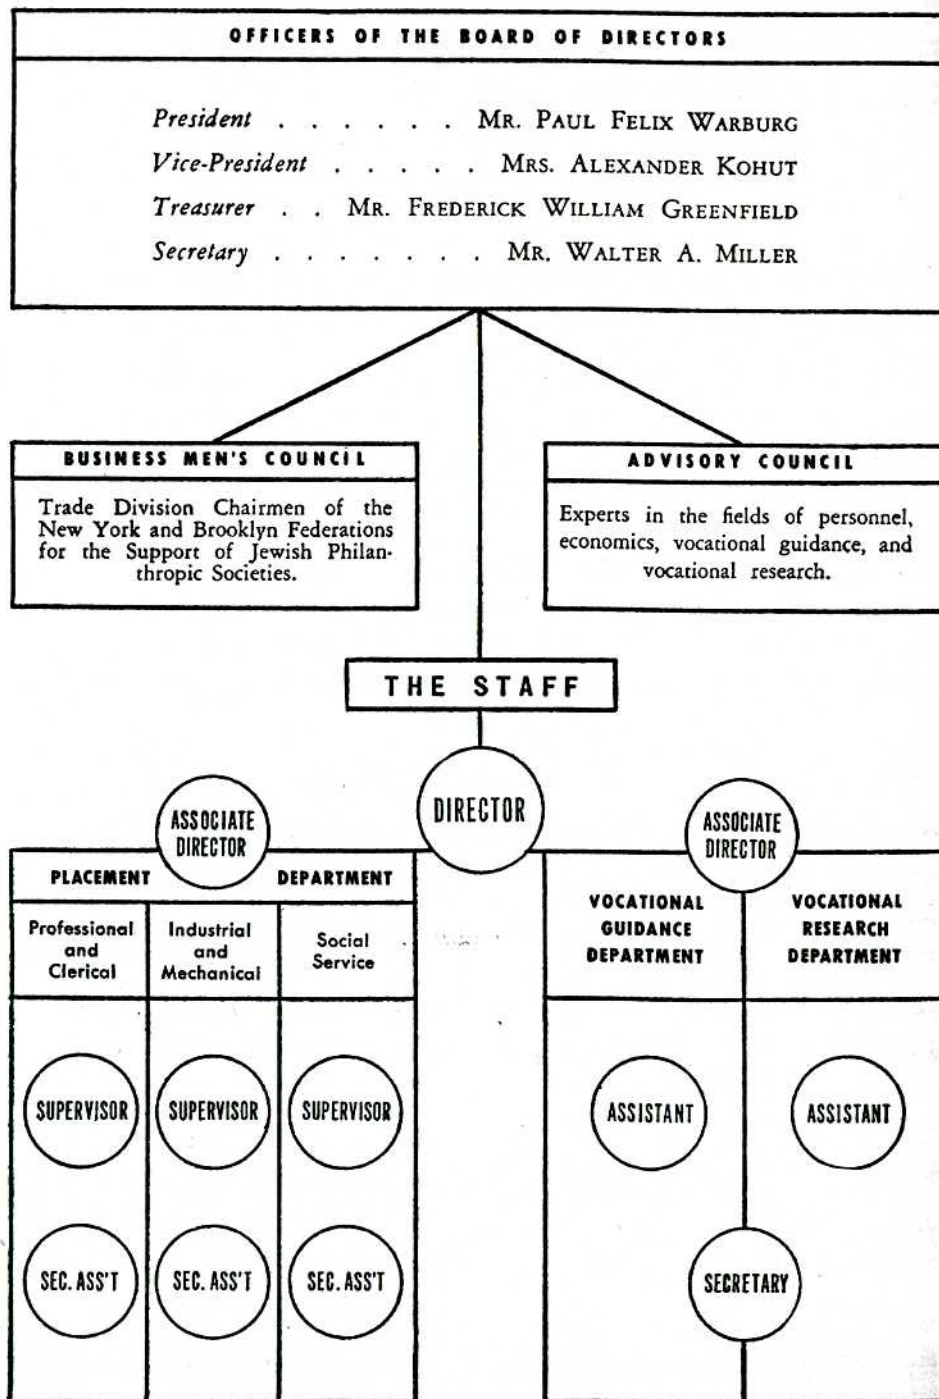 OFFICERS OF THE BOARD OF DIRECTORS
President . . . . . . MR. PAUL FELIX WARBURG
Vice-President . . . . . MRS. ALEXANDER KOHUT
Treasurer . . MR. FREDERICK WILLIAM GREENFIELD
Secretary . . . . . . . MR. WALTER A. MILLER
BUSINESS MEN'S COUNCIL
Trade Division Chairmen of the
New York and Brooklyn Federations
for the Support of Jewish Philan-
thropic Societies.
ADVISORY COUNCIL
Experts in the fields of personnel,
economics, vocational guidance, and
vocational research.
THE STAFF
DIRECTOR
ASSOCIATE
DIRECTOR
PLACEMENT DEPARTMENT
Professional
and
Clerical
Industrial
and
Mechanical
Social
Service
SUPERVISOR SUPERVISOR SUPERVISOR
SEC. ASS'T SEC. ASS'T SEC. ASS'T
ASSOCIATE
DIRECTOR
VOCATIONAL
GUIDANCE
DEPARTMENT
VOCATIONAL
RESEARCH
DEPARTMENT
ASSISTANT ASSISTANT
SECRETARY